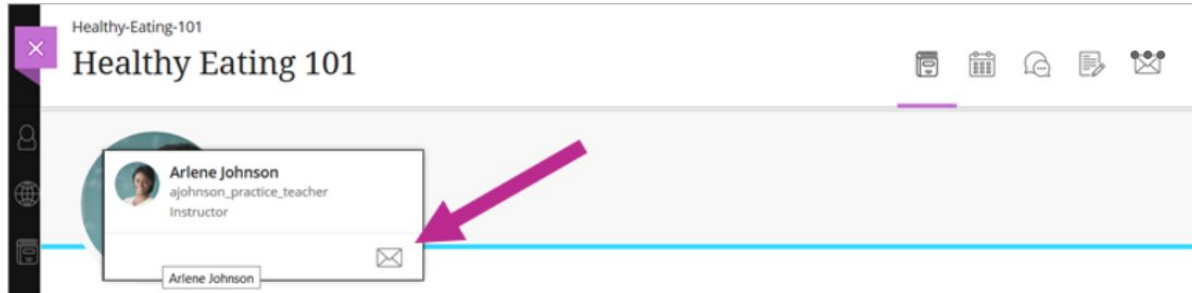 Healthy-Eating-101
Healthy Eating 101
Arlene Johnson
ajohnson_practice_teacher
Instructor
Arlene Johnson